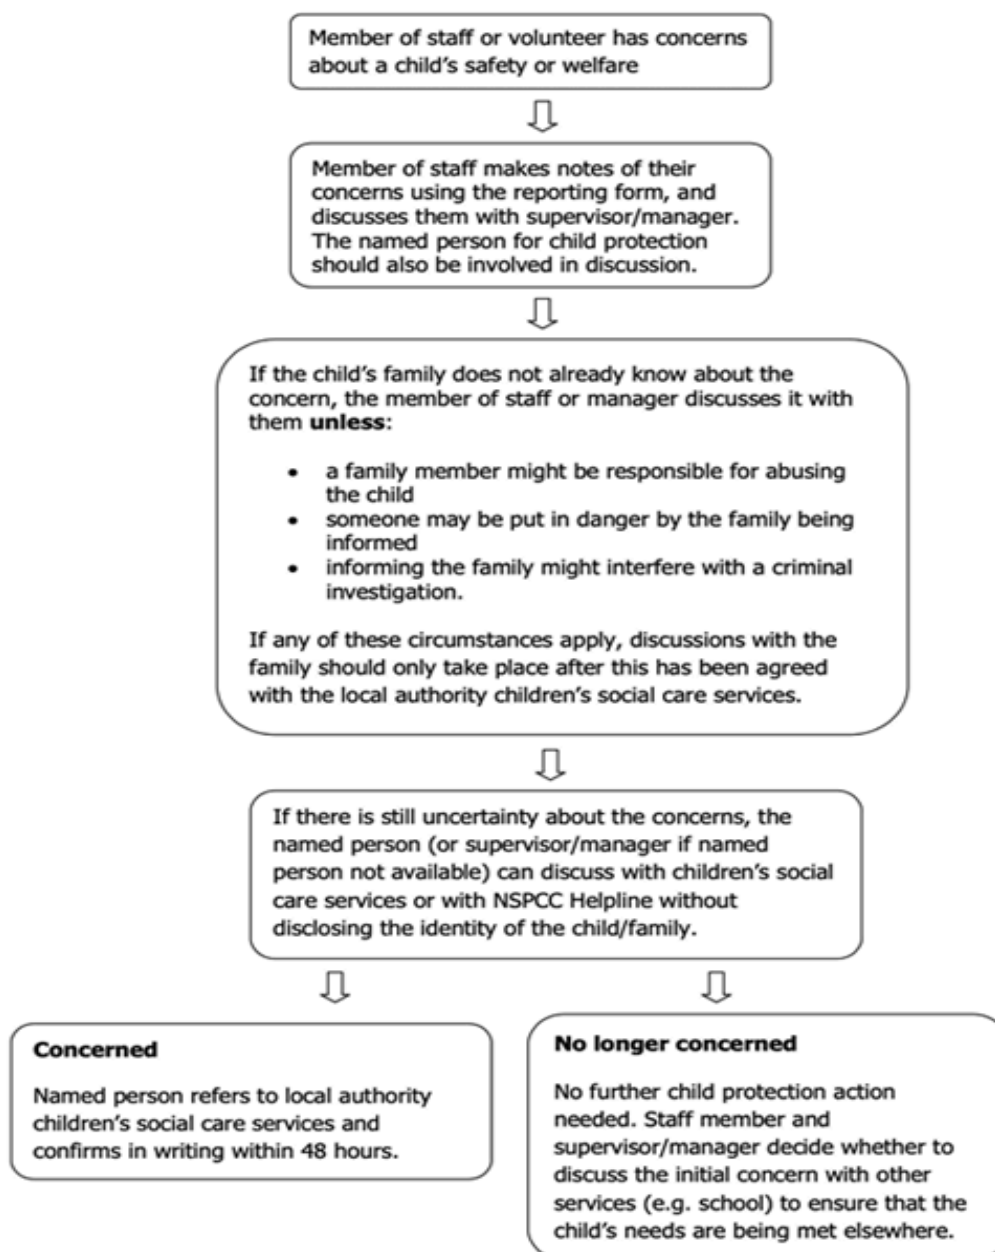 Member of staff or volunteer has concerns
about a child's safety or welfare
Member of staff makes notes of their
concerns using the reporting form, and
discusses them with supervisor/manager.
The named person for child protection
should also be involved in discussion.
If the child's family does not already know about the
concern, the member of staff or manager discusses it with
them unless:
• a family member might be responsible for abusing
the child
• someone may be put in danger by the family being
informed
• informing the family might interfere with a criminal
investigation.
If any of these circumstances apply, discussions with the
family should only take place after this has been agreed
with the local authority children's social care services.
If there is still uncertainty about the concerns, the
named person (or supervisor/manager if named
person not available) can discuss with children's social
care services or with NSPCC Helpline without
disclosing the identity of the child/family.
Concerned
Named person refers to local authority
children's social care services and
confirms in writing within 48 hours.
No longer concerned
No further child protection action
needed. Staff member and
supervisor/manager decide whether to
discuss the initial concern with other
services (e.g. school) to ensure that the
child's needs are being met elsewhere.